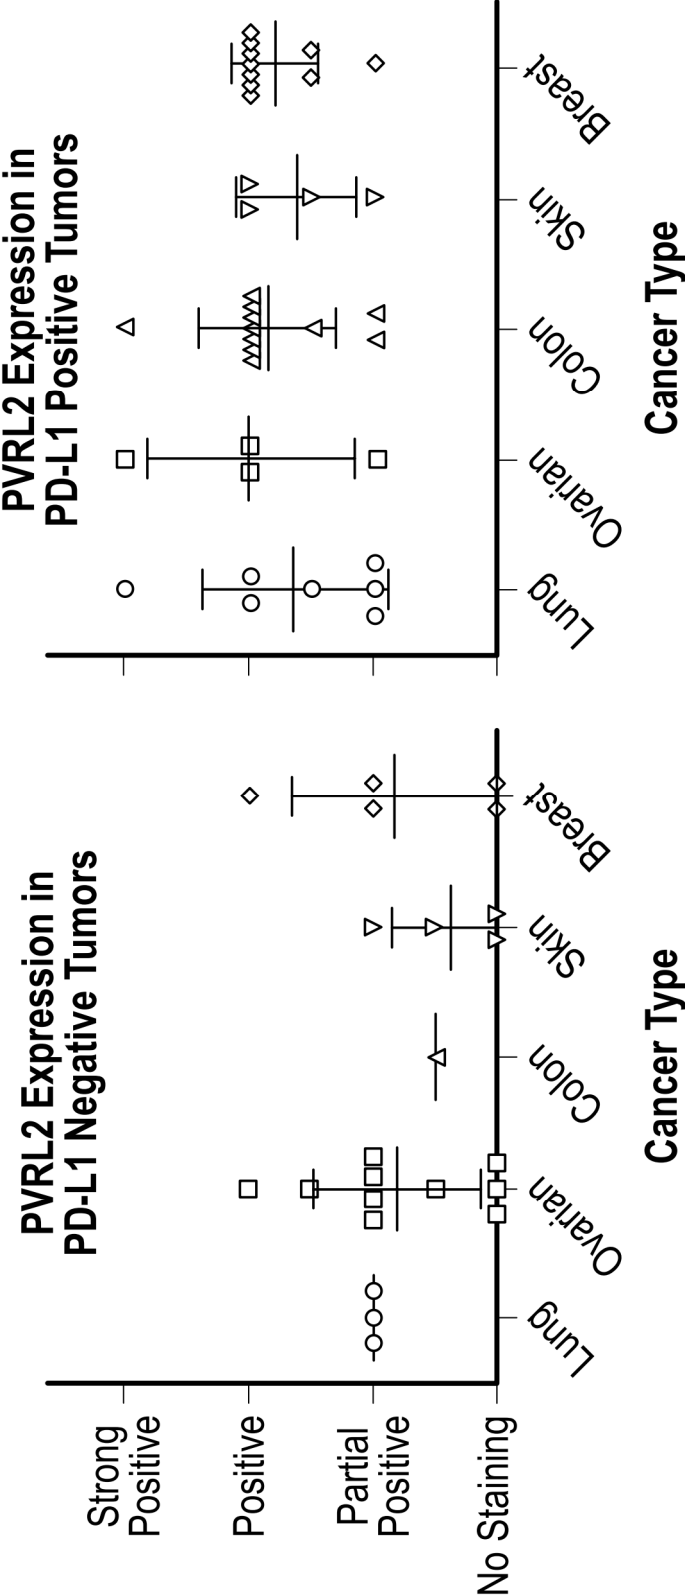 PVRL2 Expression in
PD-L1 Negative Tumors
Strong
Positive
Positive
Partial
Positive
No Staining
Lung
Ovarian
Colon
Skin
Breast
Cancer Type
PVRL2 Expression in
PD-L1 Positive Tumors
Lung
Ovarian
Colon
Skin
Breast
Cancer Type